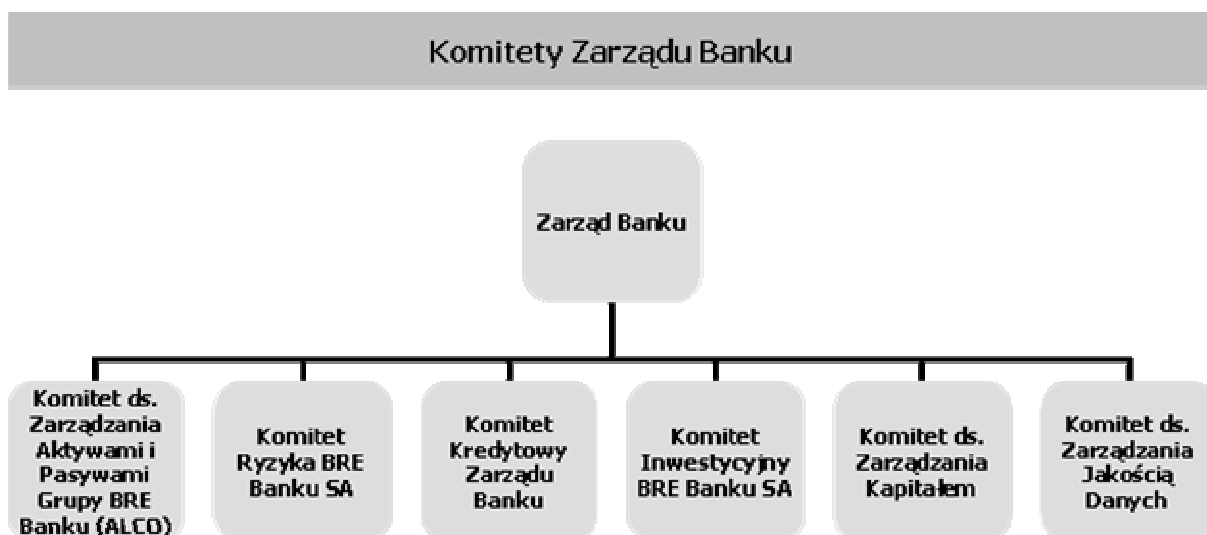 Komitety Zarządu Banku
Zarząd Banku
Komitet ds.
Zarządzania
Aktywami i
Pasywami
Grupy BRE
Banku (ALCO)
Komitet
Ryzyka BRE
Banku SA
Komitet
Kredytowy
Zarządu
Banku
Komitet
Inwestycyjny
BRE Banku SA
Komitet ds.
Zarządzania
Kapitałem
Komitet ds.
Zarządzania
Jakością
Danych